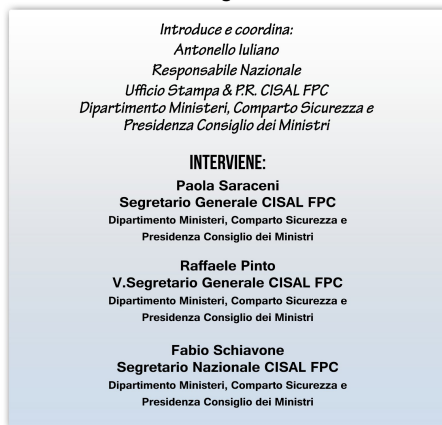 Introduce e coordina:
Antonello Iuliano
Responsabile Nazionale
Ufficio Stampa & P.R. CISAL FPC
Dipartimento Ministeri, Comparto Sicurezza e
Presidenza Consiglio dei Ministri
INTERVIENE:
Paola Saraceni
Segretario Generale CISAL FPC
Dipartimento Ministeri, Comparto Sicurezza e
Presidenza Consiglio dei Ministri
Raffaele Pinto
V.Segretario Generale CISAL FPC
Dipartimento Ministeri, Comparto Sicurezza e
Presidenza Consiglio dei Ministri
Fabio Schiavone
Segretario Nazionale CISAL FPC
Dipartimento Ministeri, Comparto Sicurezza e
Presidenza Consiglio dei Ministri